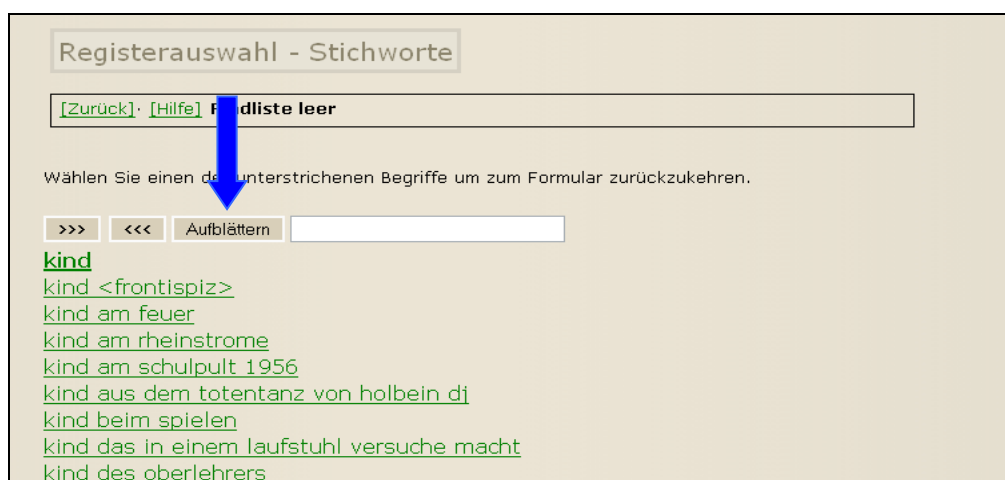 Registerauswahl - Stichworte
[Zurück]· [Hilfe] dliste leer
Wählen Sie einen unterstrichenen Begriffe um zum Formular zurückzukehren.
>>> <<< Aufblättern
kind
kind <frontispiz>
kind am feuer
kind am rheinstrome
kind am schulpult 1956
kind aus dem totentanz von holbein dj
kind beim spielen
kind das in einem laufstuhl versuche macht
kind des oberlehrers